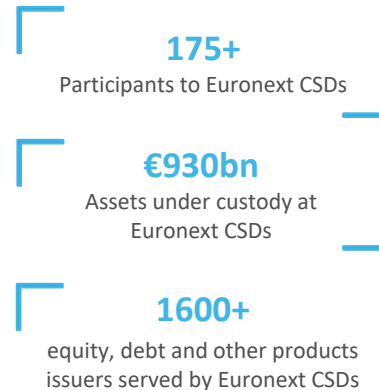 175+
Participants to Euronext CSDs
€930bn
Assets under custody at
Euronext CSDs
1600+
equity, debt and other products
issuers served by Euronext CSDs